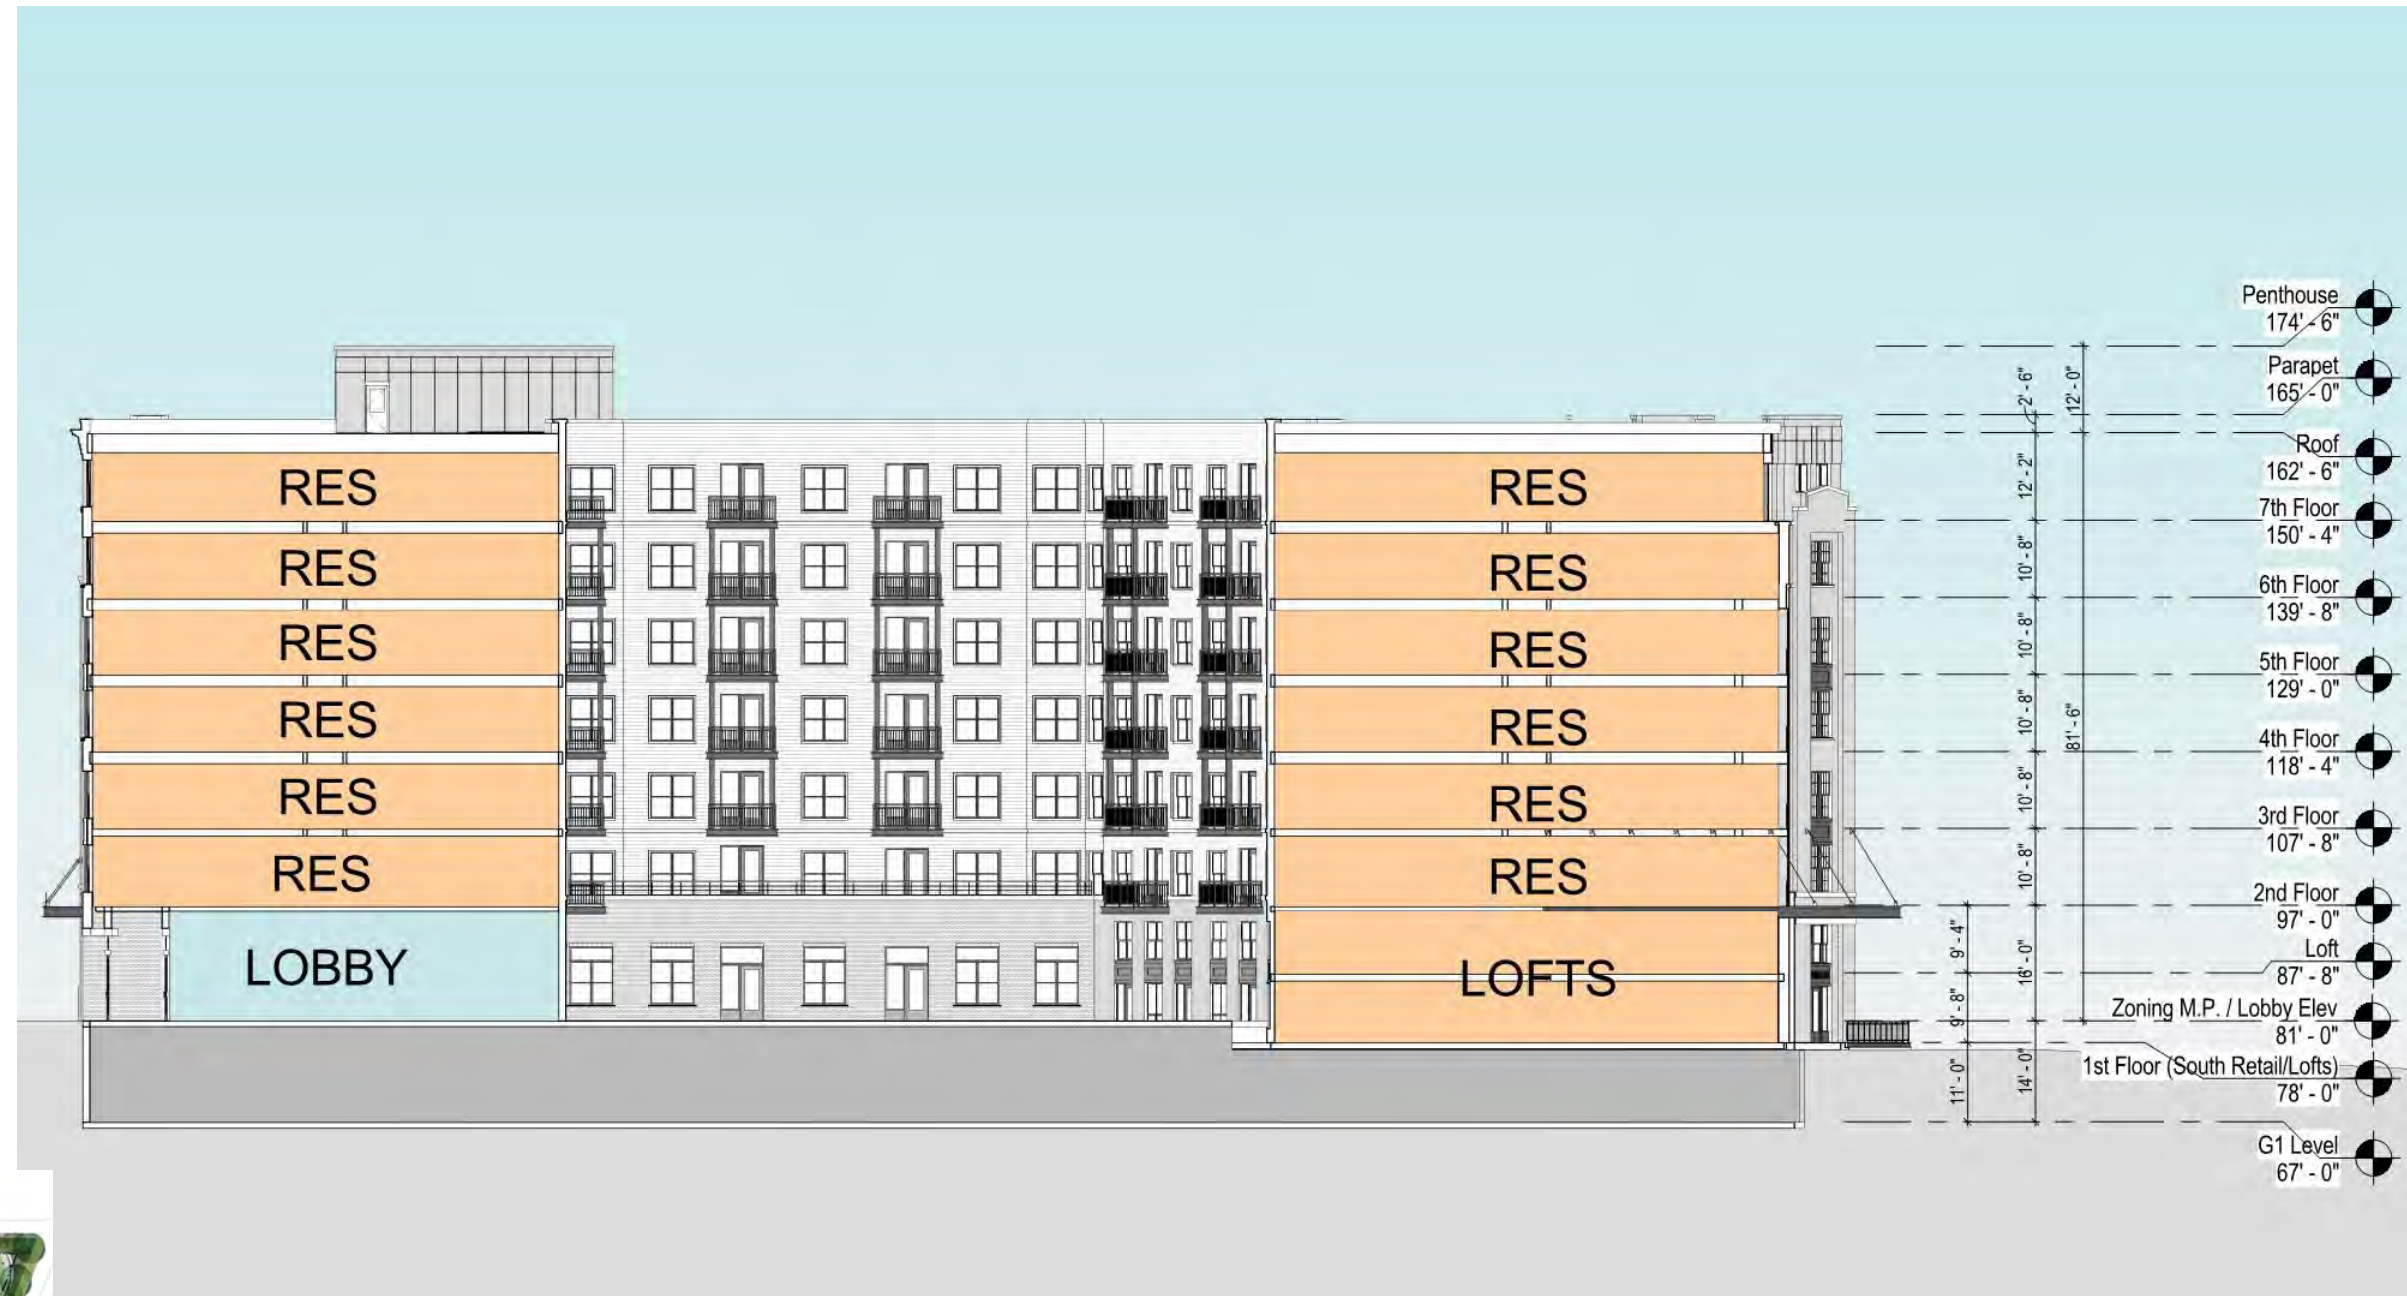 Penthouse
174' - 6"
Parapet
165' - 0"
Roof
162' - 6"
7th Floor
150' - 4"
6th Floor
139' - 8"
5th Floor
129' - 0"
4th Floor
118' - 4"
3rd Floor
107' - 8"
2nd Floor
97' - 0"
Loft
87' - 8"
Zoning M.P. / Lobby Elev
81' - 0"
1st Floor (South Retail/Lofts)
78' - 0"
G1 Level
67' - 0"
2' - 6"
12' - 0"
12' - 2"
10' - 8"
10' - 8"
10' - 8"
10' - 8"
10' - 8"
81' - 6"
9' - 4"
16' - 0"
9' - 8"
11' - 0"
14' - 0"
RES
RES
RES
RES
RES
RES
LOBBY
RES
RES
RES
RES
RES
RES
LOFTS